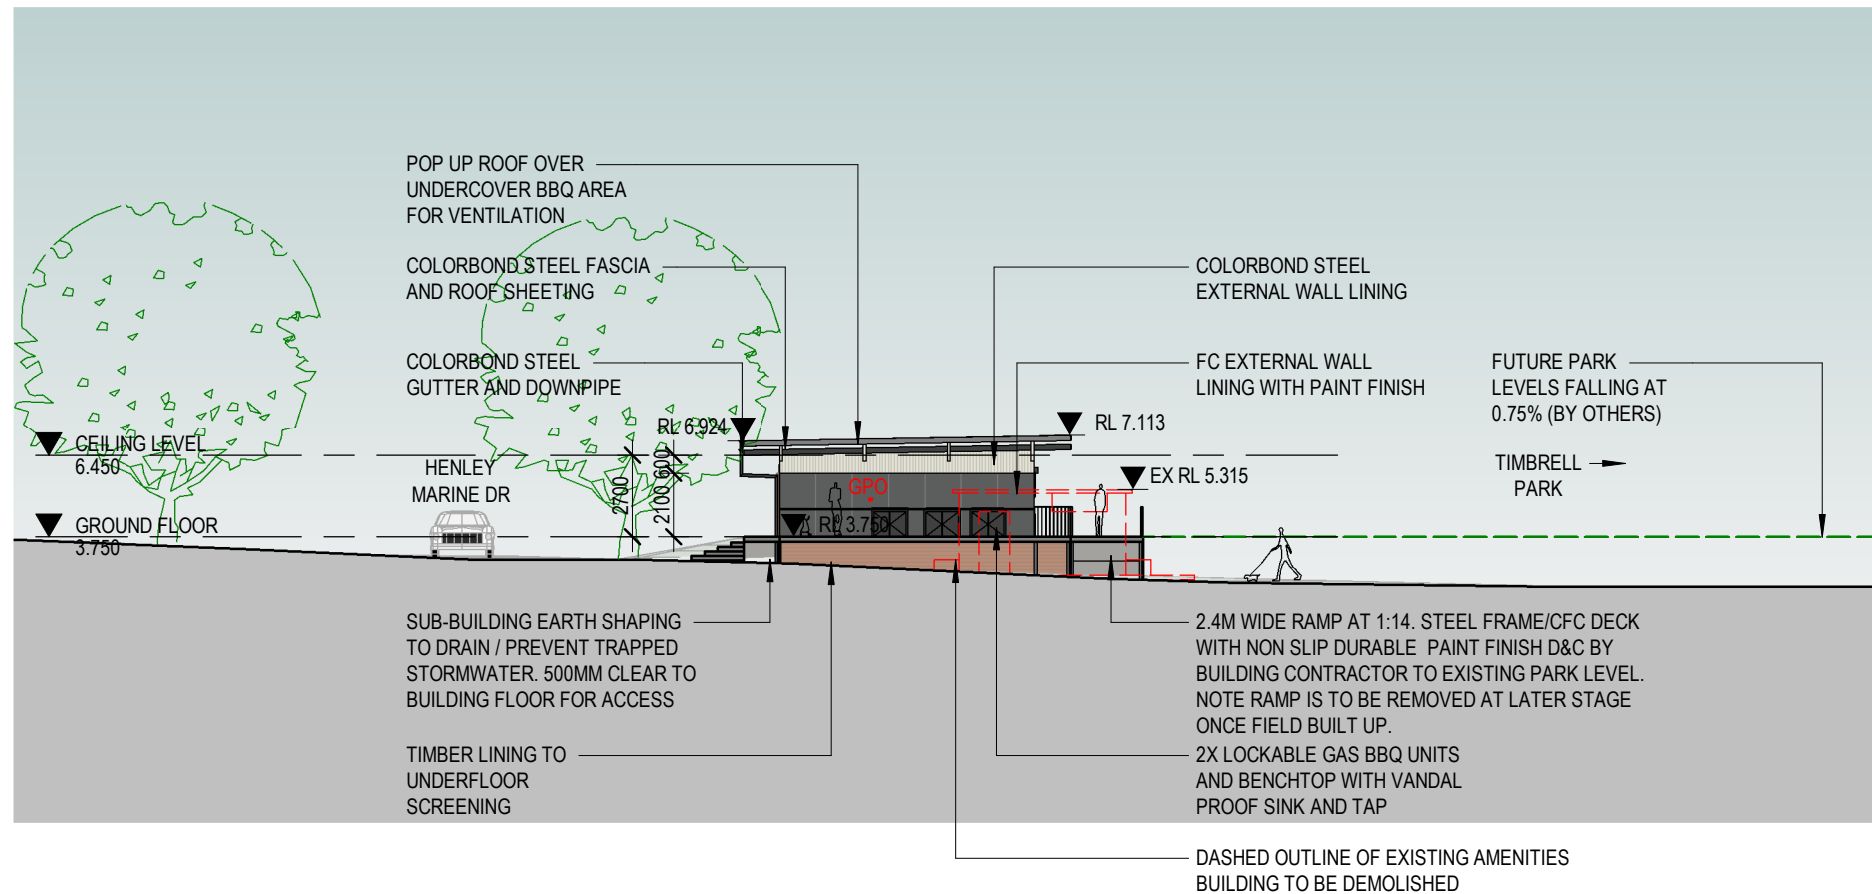 POP UP ROOF OVER
UNDERCOVER BBQ AREA
FOR VENTILATION
COLORBOND STEEL FASCIA
AND ROOF SHEETING
COLORBOND STEEL
EXTERNAL WALL LINING
COLORBOND STEEL
GUTTER AND DOWNPIPE
FC EXTERNAL WALL
LINING WITH PAINT FINISH
FUTURE PARK
LEVELS FALLING AT
0.75% (BY OTHERS)
RL 6.924
RL 7.113
CEILING LEVEL
6.450
HENLEY
MARINE DR
2700
600
2100
GPO
EX RL 5.315
TIMBRELL
PARK
GROUND FLOOR
3.750
RL 3.750
SUB-BUILDING EARTH SHAPING
TO DRAIN / PREVENT TRAPPED
STORMWATER. 500MM CLEAR TO
BUILDING FLOOR FOR ACCESS
2.4M WIDE RAMP AT 1:14. STEEL FRAME/CFC DECK
WITH NON SLIP DURABLE PAINT FINISH D&C BY
BUILDING CONTRACTOR TO EXISTING PARK LEVEL.
NOTE RAMP IS TO BE REMOVED AT LATER STAGE
ONCE FIELD BUILT UP.
TIMBER LINING TO
UNDERFLOOR
SCREENING
2X LOCKABLE GAS BBQ UNITS
AND BENCHTOP WITH VANDAL
PROOF SINK AND TAP
DASHED OUTLINE OF EXISTING AMENITIES
BUILDING TO BE DEMOLISHED